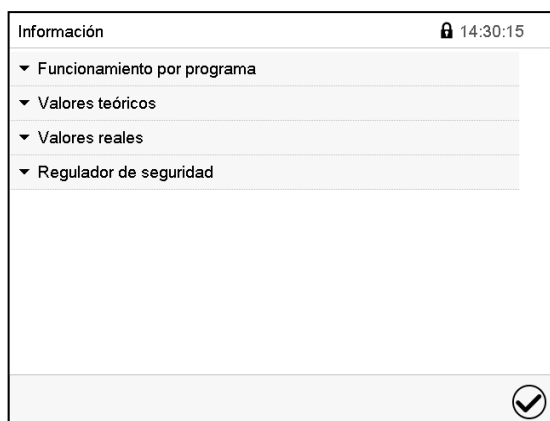 Información 14:30:15
Funcionamiento por programa
Valores teóricos
Valores reales
Regulador de seguridad